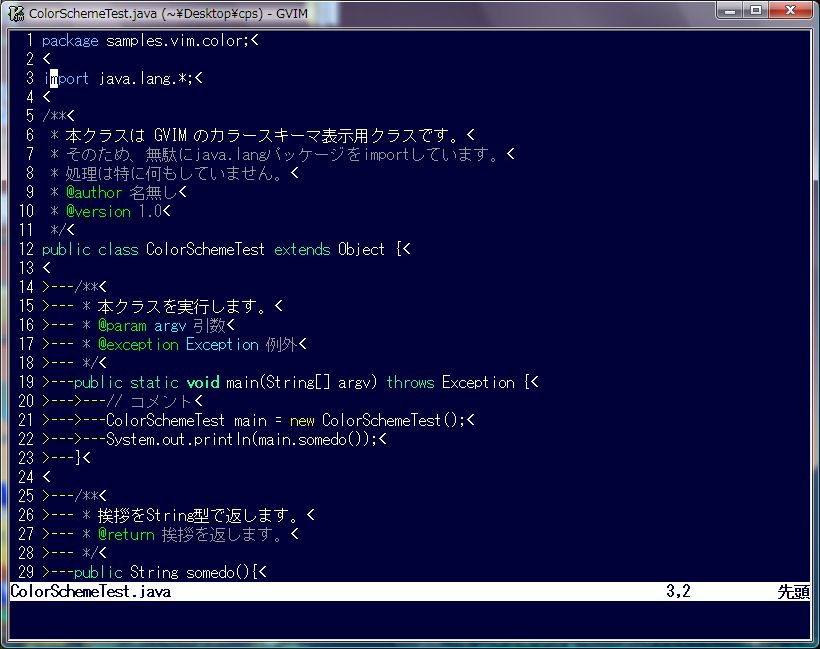 ColorSchemeTest.java (~¥Desktop¥cps) - GVIM
1 package samples.vim.color;<
2 <
3 import java.lang.*;<
4 <
5 /**<
6  * 本クラスは GVIM のカラースキーマ表示用クラスです。<
7  * そのため、無駄にjava.langパッケージをimportしています。<
8  * 処理は特に何もしていません。<
9  * @author 名無し<
10  * @version 1.0<
11  */<
12 public class ColorSchemeTest extends Object {<
13 <
14 >---/**<
15 >--- * 本クラスを実行します。<
16 >--- * @param argv 引数<
17 >--- * @exception Exception 例外<
18 >--- */<
19 >---public static void main(String[] argv) throws Exception {<
20 >--->---// コメント<
21 >--->---ColorSchemeTest main = new ColorSchemeTest();<
22 >--->---System.out.println(main.somedo());<
23 >---}<
24 <
25 >---/**<
26 >--- * 挨拶をString型で返します。<
27 >--- * @return 挨拶を返します。<
28 >--- */<
29 >---public String somedo(){<
ColorSchemeTest.java 3,2 先頭